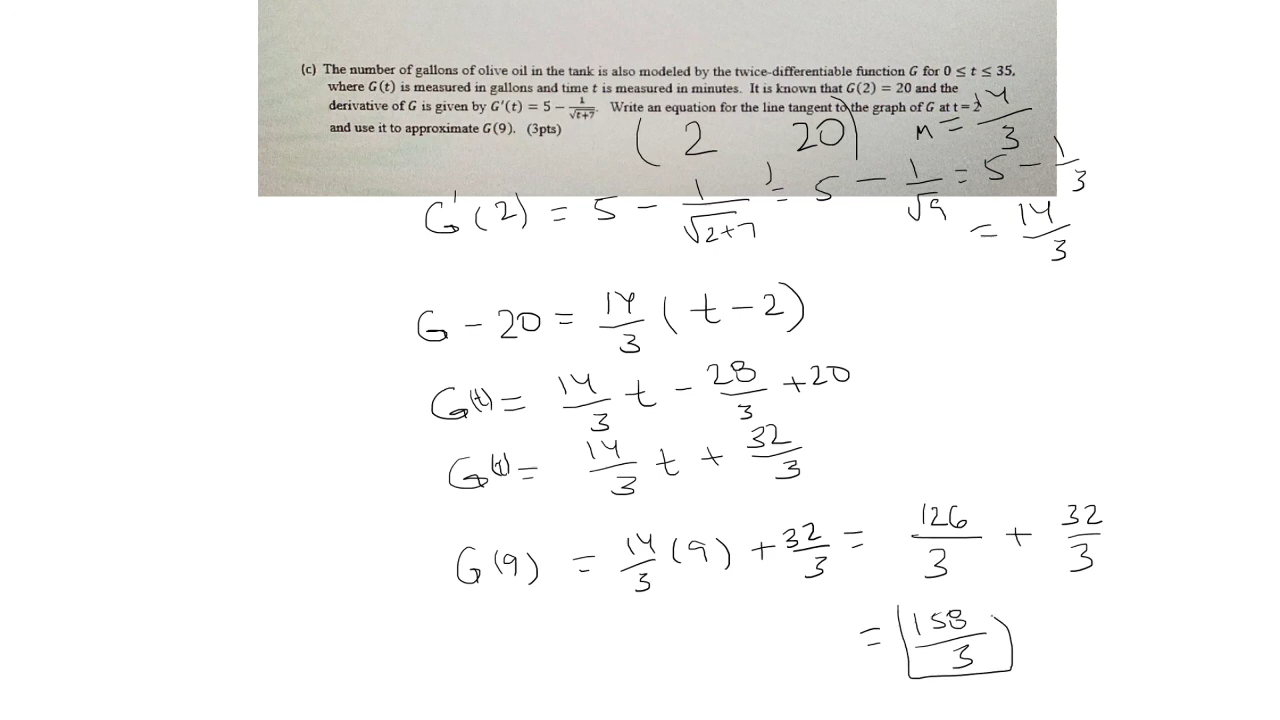 (c) The number of gallons of olive oil in the tank is also modeled by the twice-differentiable function G for 0 ≤ t ≤ 35,
where G(t) is measured in gallons and time t is measured in minutes. It is known that G(2) = 20 and the
derivative of G is given by G'(t) = 5 − 1/√(t+7). Write an equation for the line tangent to the graph of G at t = 2
and use it to approximate G(9). (3pts)
(2 , 20) m = 14/3
G'(2) = 5 − 1/√(2+7) = 5 − 1/√9 = 5 − 1/3
= 14/3
G − 20 = 14/3 (t − 2)
G(t) = 14/3 t − 28/3 + 20
G(t) = 14/3 t + 32/3
G(9) = 14/3 (9) + 32/3 = 126/3 + 32/3
= 158/3